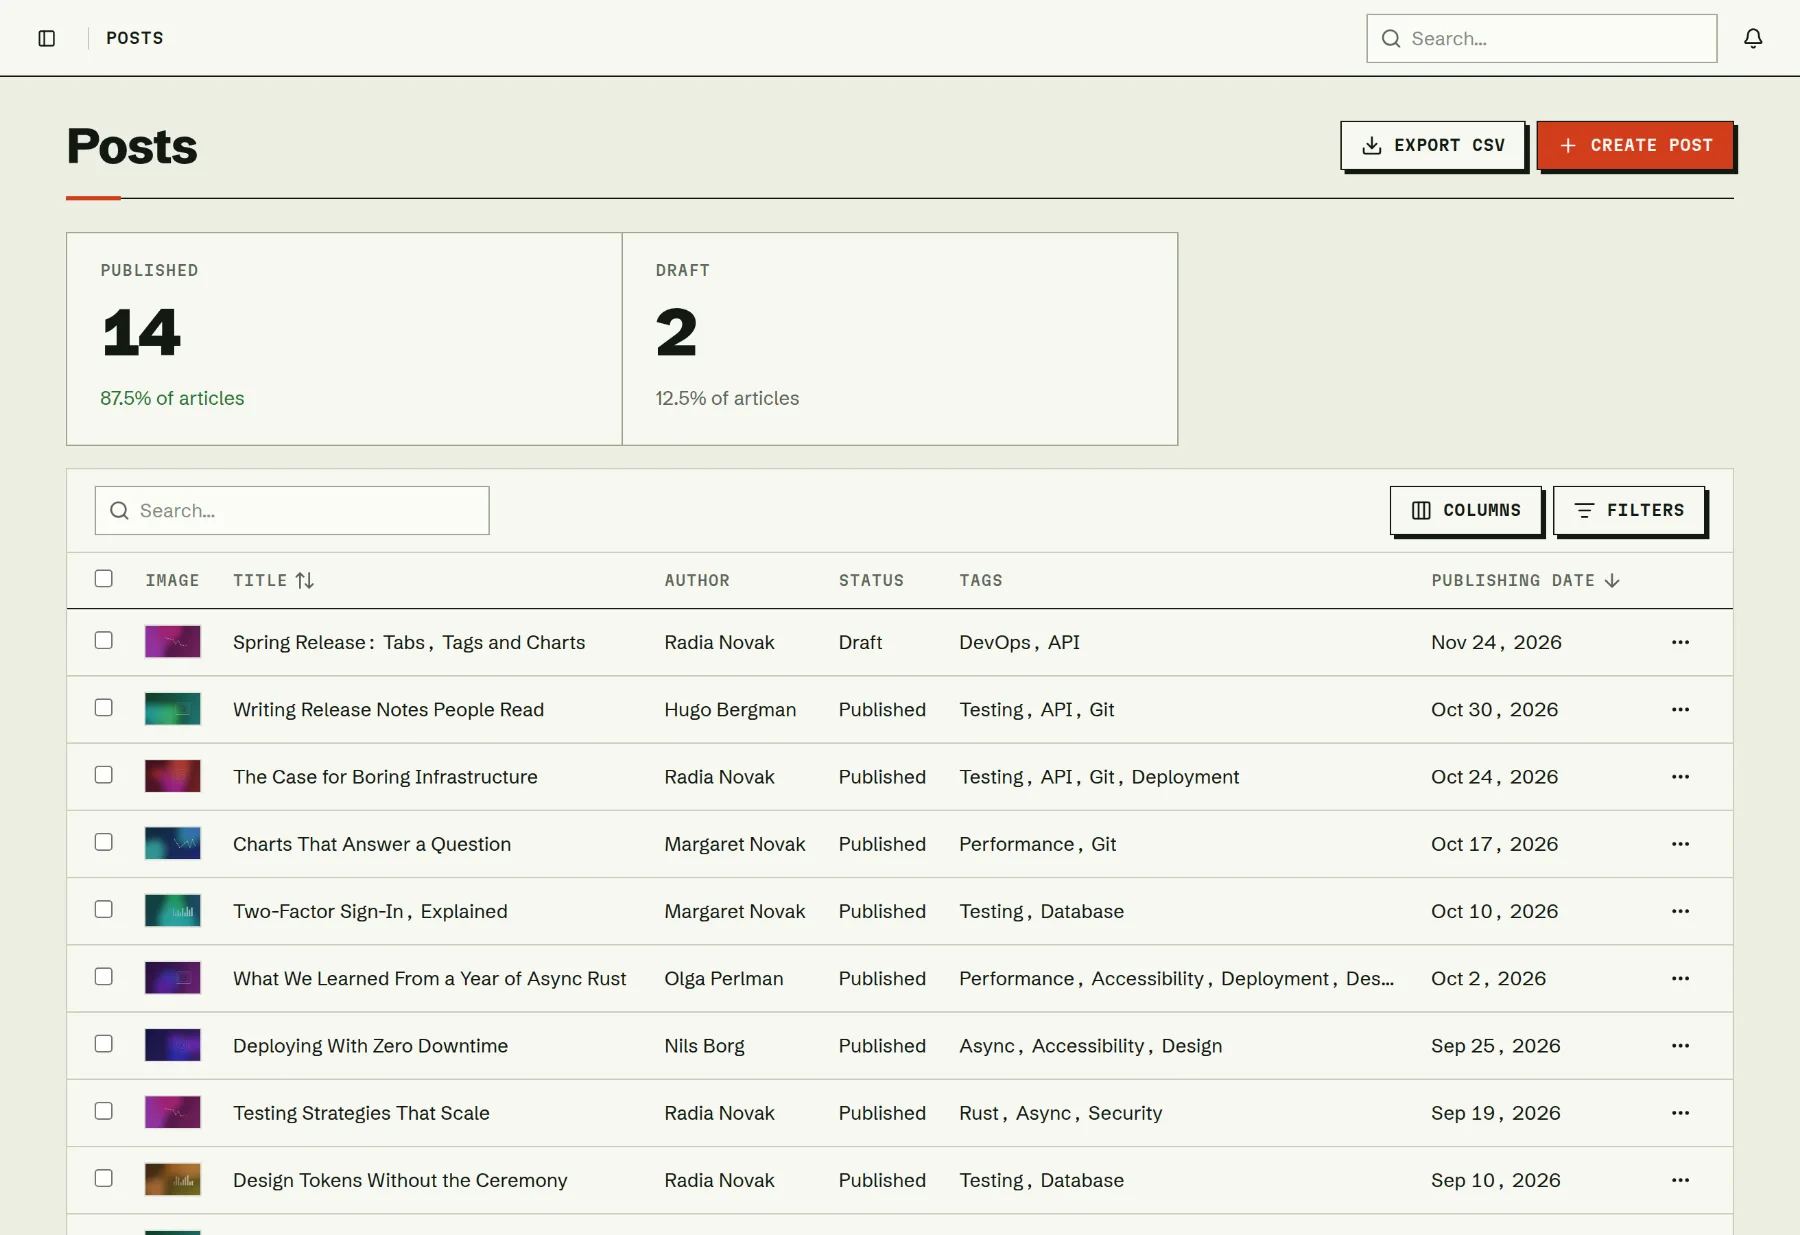 POSTS
Search...
Posts
EXPORT CSV
CREATE POST
PUBLISHED
14
87.5% of articles
DRAFT
2
12.5% of articles
Search...
COLUMNS
FILTERS
IMAGE TITLE AUTHOR STATUS TAGS PUBLISHING DATE
Spring Release: Tabs, Tags and Charts Radia Novak Draft DevOps, API Nov 24, 2026
Writing Release Notes People Read Hugo Bergman Published Testing, API, Git Oct 30, 2026
The Case for Boring Infrastructure Radia Novak Published Testing, API, Git, Deployment Oct 24, 2026
Charts That Answer a Question Margaret Novak Published Performance, Git Oct 17, 2026
Two-Factor Sign-In, Explained Margaret Novak Published Testing, Database Oct 10, 2026
What We Learned From a Year of Async Rust Olga Perlman Published Performance, Accessibility, Deployment, Des... Oct 2, 2026
Deploying With Zero Downtime Nils Borg Published Async, Accessibility, Design Sep 25, 2026
Testing Strategies That Scale Radia Novak Published Rust, Async, Security Sep 19, 2026
Design Tokens Without the Ceremony Radia Novak Published Testing, Database Sep 10, 2026